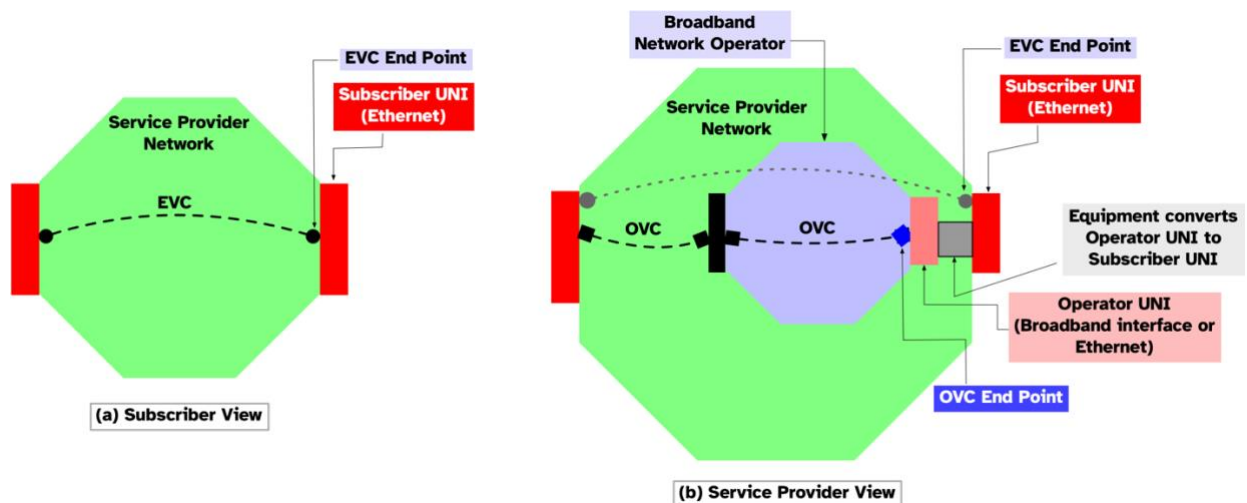 EVC End Point
Subscriber UNI
(Ethernet)
Service Provider
Network
EVC
(a) Subscriber View
Broadband
Network Operator
EVC End Point
Subscriber UNI
(Ethernet)
Service Provider
Network
OVC
OVC
Equipment converts
Operator UNI to
Subscriber UNI
Operator UNI
(Broadband interface or
Ethernet)
OVC End Point
(b) Service Provider View